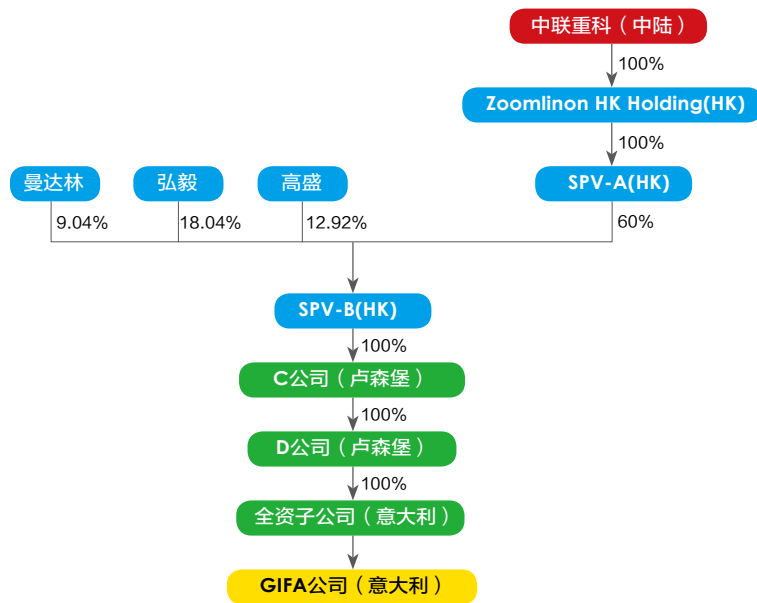 中联重科（中陆）
100%
Zoomlinon HK Holding(HK)
100%
曼达林
弘毅
高盛
SPV-A(HK)
9.04%
18.04%
12.92%
60%
SPV-B(HK)
100%
C公司（卢森堡）
100%
D公司（卢森堡）
100%
全资子公司（意大利）
GIFA公司（意大利）